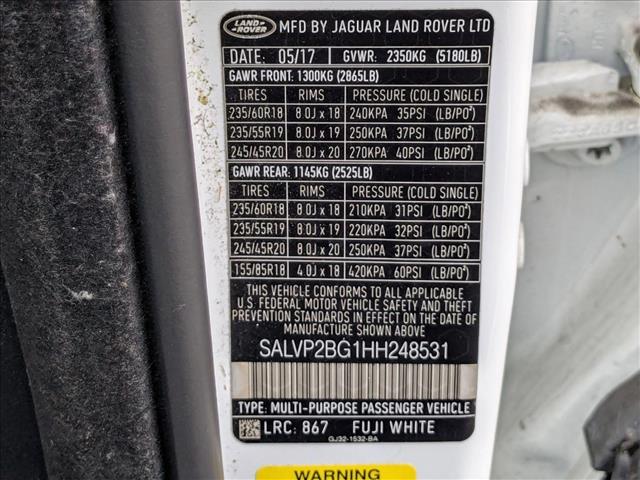 LAND-
ROVER
MFD BY JAGUAR LAND ROVER LTD
DATE: 05/17 GVWR: 2350KG (5180LB)
GAWR FRONT: 1300KG (2865LB)
TIRES RIMS PRESSURE (COLD SINGLE)
235/60R18 8.0J x 18 240KPA 35PSI (LB/PO²)
235/55R19 8.0J x 19 250KPA 37PSI (LB/PO²)
245/45R20 8.0J x 20 270KPA 40PSI (LB/PO²)
GAWR REAR: 1145KG (2525LB)
TIRES RIMS PRESSURE (COLD SINGLE)
235/60R18 8.0J x 18 210KPA 31PSI (LB/PO²)
235/55R19 8.0J x 19 220KPA 32PSI (LB/PO²)
245/45R20 8.0J x 20 250KPA 37PSI (LB/PO²)
155/85R18 4.0J x 18 420KPA 60PSI (LB/PO²)
THIS VEHICLE CONFORMS TO ALL APPLICABLE
U.S. FEDERAL MOTOR VEHICLE SAFETY AND THEFT
PREVENTION STANDARDS IN EFFECT ON THE DATE OF
MANUFACTURE SHOWN ABOVE
SALVP2BG1HH248531
TYPE: MULTI-PURPOSE PASSENGER VEHICLE
LRC: 867 FUJI WHITE
GJ32-1532-BA
WARNING